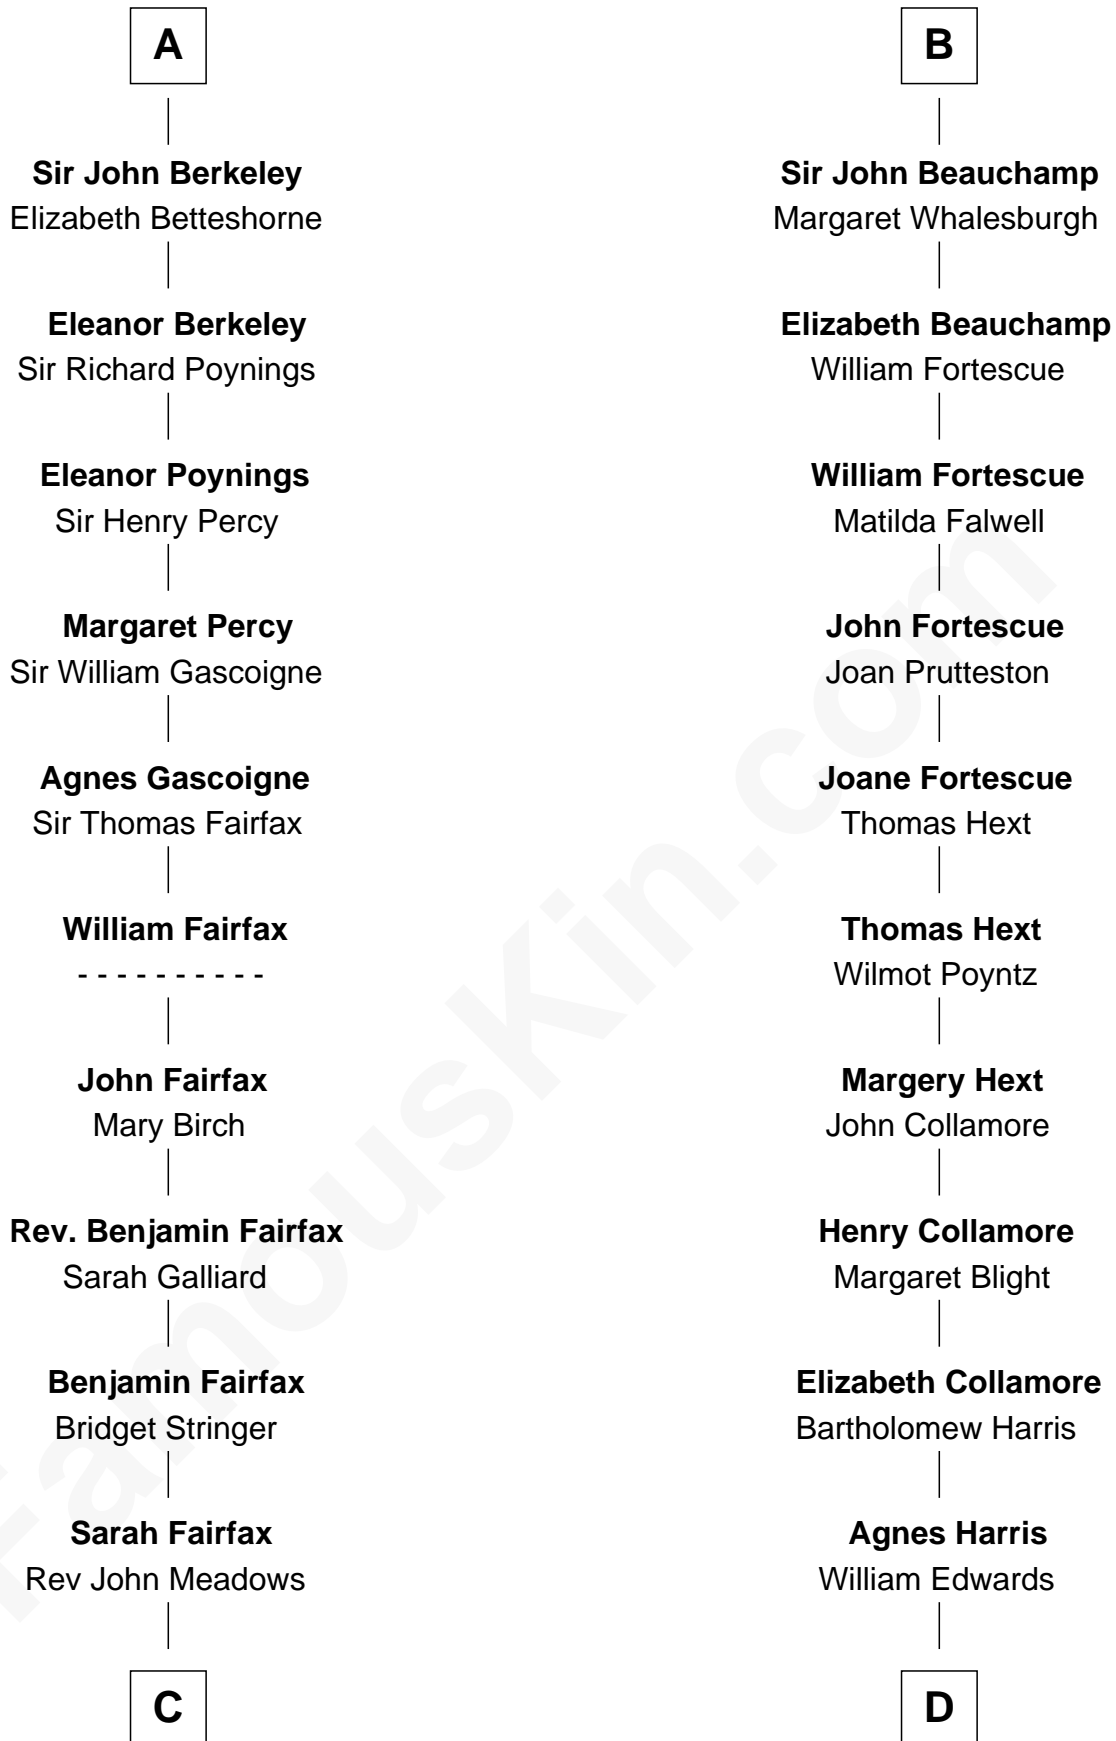 A
Sir John Berkeley
Elizabeth Betteshorne
Eleanor Berkeley
Sir Richard Poynings
Eleanor Poynings
Sir Henry Percy
Margaret Percy
Sir William Gascoigne
Agnes Gascoigne
Sir Thomas Fairfax
William Fairfax
- - - - - - - - - -
John Fairfax
Mary Birch
Rev. Benjamin Fairfax
Sarah Galliard
Benjamin Fairfax
Bridget Stringer
Sarah Fairfax
Rev John Meadows
C
B
Sir John Beauchamp
Margaret Whalesburgh
Elizabeth Beauchamp
William Fortescue
William Fortescue
Matilda Falwell
John Fortescue
Joan Prutteston
Joane Fortescue
Thomas Hext
Thomas Hext
Wilmot Poyntz
Margery Hext
John Collamore
Henry Collamore
Margaret Blight
Elizabeth Collamore
Bartholomew Harris
Agnes Harris
William Edwards
D
FamousKin.com